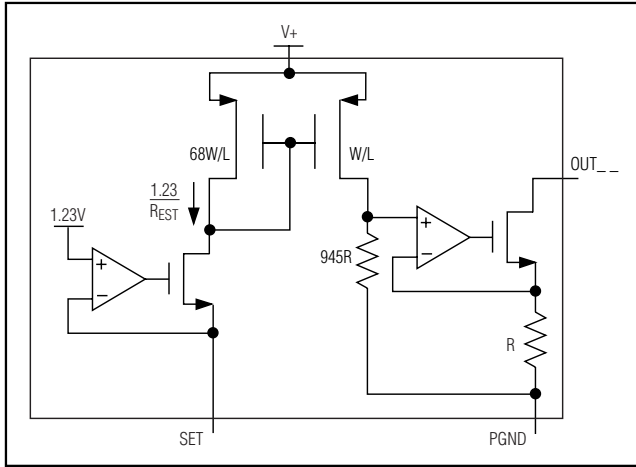 V+
68W/L
W/L
OUT_ _
1.23
R_EST
1.23V
+
−
+
−
945R
R
SET
PGND